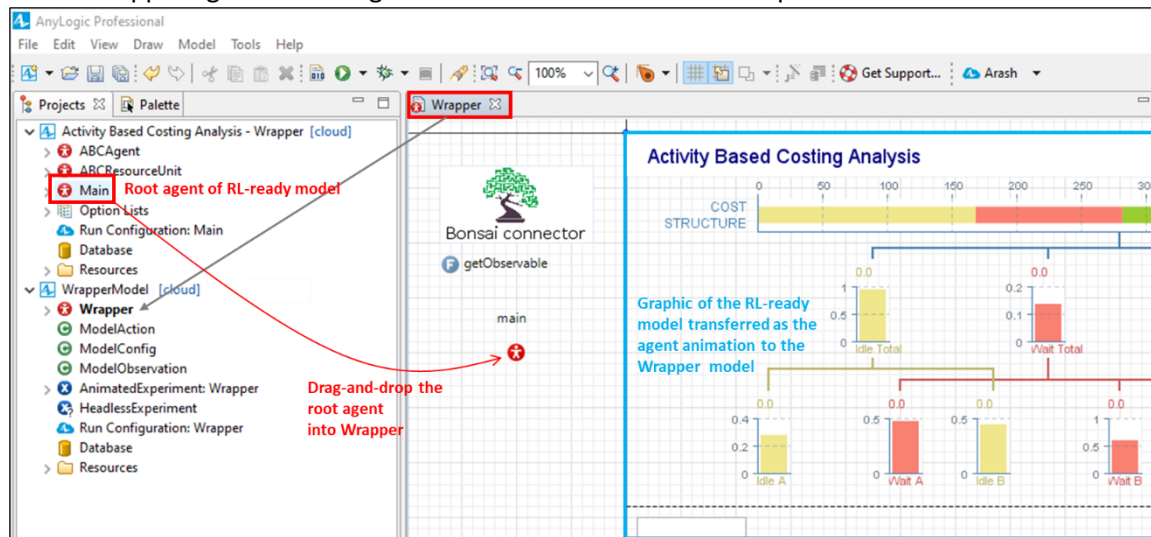 AnyLogic Professional
File Edit View Draw Model Tools Help
100% Get Support... Arash
Projects Palette
Wrapper
Activity Based Costing Analysis - Wrapper [cloud]
ABCAgent
ABCResourceUnit
Main
Root agent of RL-ready model
Option Lists
Run Configuration: Main
Database
Resources
WrapperModel [cloud]
Wrapper
ModelAction
ModelConfig
ModelObservation
AnimatedExperiment: Wrapper
HeadlessExperiment
Run Configuration: Wrapper
Database
Resources
Drag-and-drop the
root agent
into Wrapper
Bonsai connector
getObservable
main
Activity Based Costing Analysis
0 50 100 150 200 250
COST
STRUCTURE
Graphic of the RL-ready
model transferred as the
agent animation to the
Wrapper model
0.0
1
0.5
0
Idle Total
0.0
0.2
0.1
0
Wait Total
0.0
0.4
0.2
0
Idle A
0.0
0.5
0
Wait A
0.0
0.5
0
Idle B
0.0
1
0.5
0
Wait B